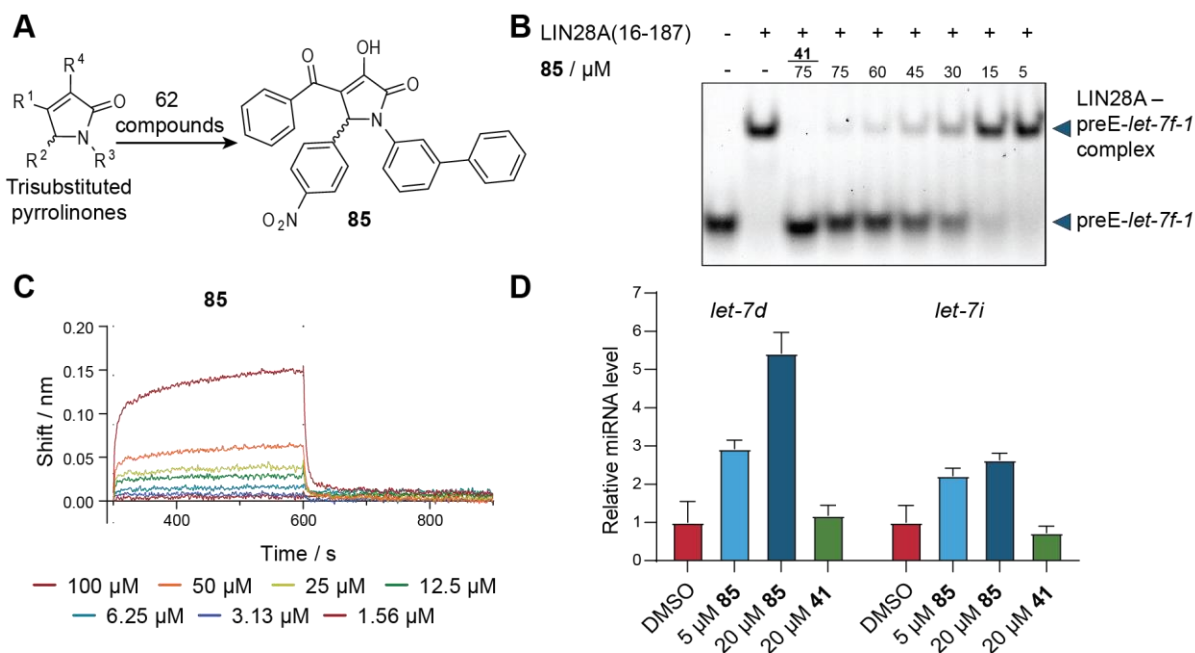 A
R⁴
R¹
O
N
R²
R³
Trisubstituted
pyrrolinones
62
compounds
OH
O
O
N
O₂N
85
B
LIN28A(16-187) - + + + + + + + +
85 / µM - - 41/75 75 60 45 30 15 5
LIN28A –
preE-let-7f-1
complex
preE-let-7f-1
C
85
Shift / nm
0.20
0.15
0.10
0.05
0.00
400 600 800
Time / s
100 µM 50 µM 25 µM 12.5 µM
6.25 µM 3.13 µM 1.56 µM
D
let-7d let-7i
Relative miRNA level
7
6
5
4
3
2
1
0
DMSO
5 µM 85
20 µM 85
20 µM 41
DMSO
5 µM 85
20 µM 85
20 µM 41